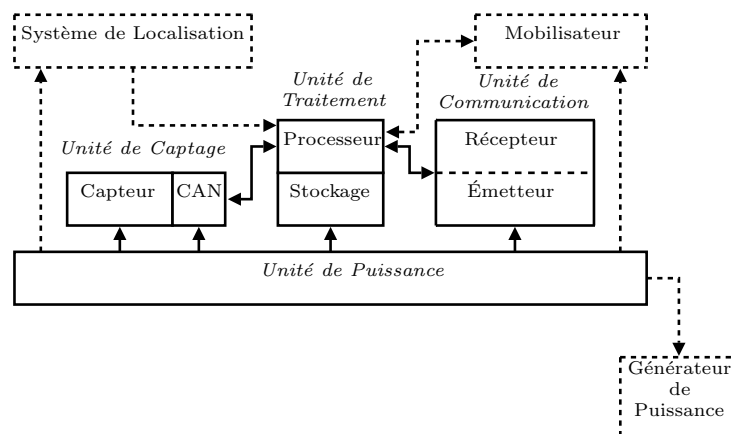 Système de Localisation
Mobilisateur
Unité de
Traitement
Unité de
Communication
Unité de Captage
Processeur
Récepteur
Capteur
CAN
Stockage
Émetteur
Unité de Puissance
Générateur
de
Puissance